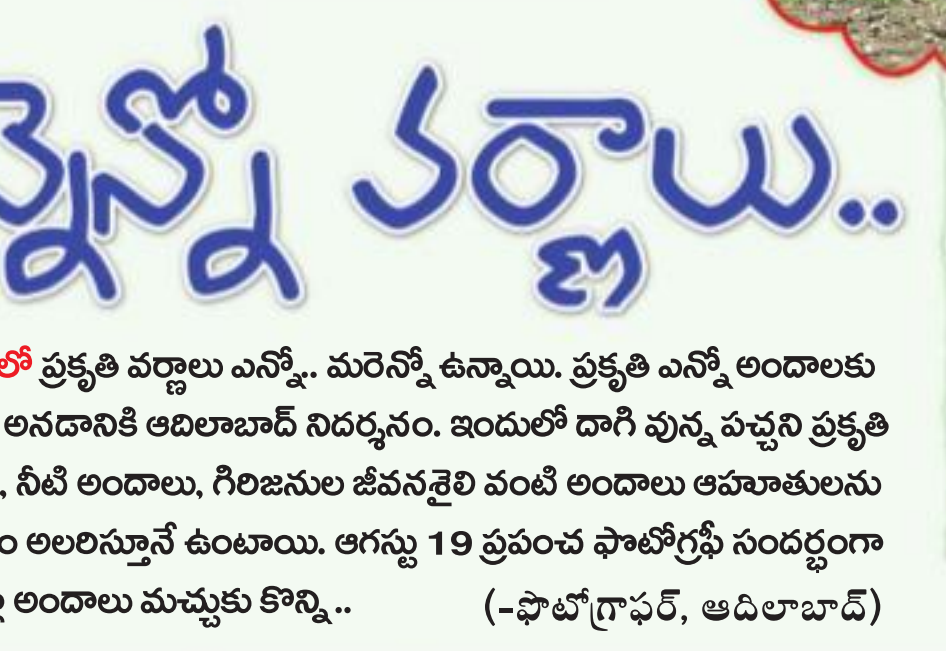 వర్ణాలు..
లో ప్రకృతి వర్ణాలు ఎన్నో.. మరెన్నో ఉన్నాయి. ప్రకృతి ఎన్నో అందాలకు
అనడానికి ఆదిలాబాద్ నిదర్శనం. ఇందులో దాగి వున్న పచ్చని ప్రకృతి
, నీటి అందాలు, గిరిజనుల జీవనశైలి వంటి అందాలు ఆహూతులను
అలరిస్తూనే ఉంటాయి. ఆగస్టు 19 ప్రపంచ ఫొటోగ్రఫీ సందర్భంగా
అందాలు మచ్చుకు కొన్ని.. (-ఫొటోగ్రాఫర్, ఆదిలాబాద్)